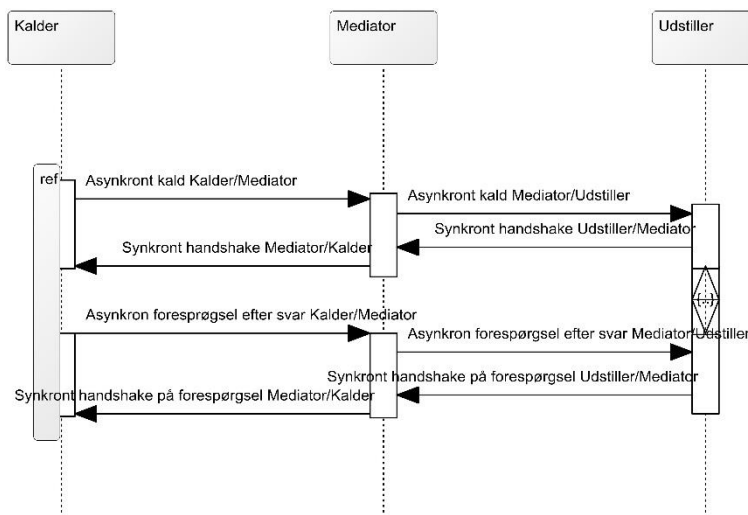 Kalder
Mediator
Udstiller
ref
Asynkront kald Kalder/Mediator
Asynkront kald Mediator/Udstiller
Synkront handshake Udstiller/Mediator
Synkront handshake Mediator/Kalder
Asynkron foresprøgsel efter svar Kalder/Mediator
Asynkron forespørgsel efter svar Mediator/Udstiller
Synkront handshake på forespørgsel Udstiller/Mediator
Synkront handshake på forespørgsel Mediator/Kalder